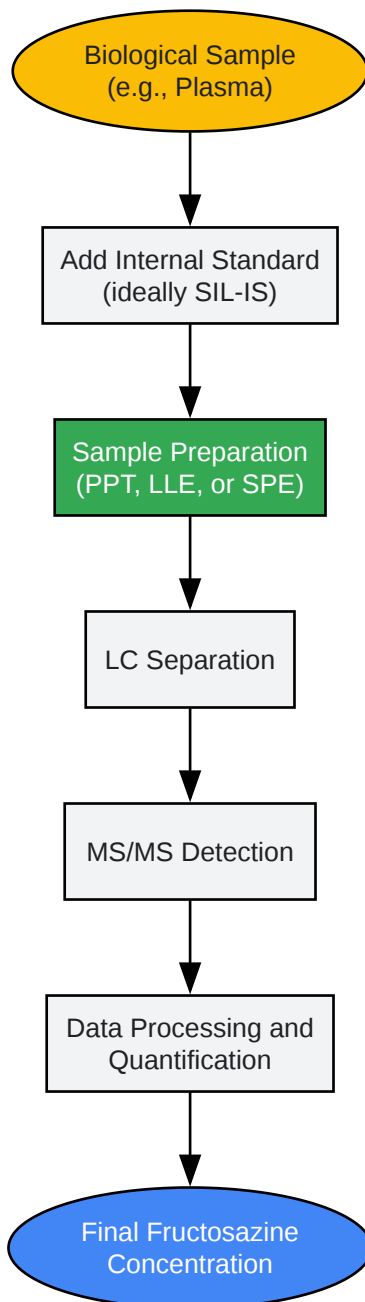 Biological Sample
(e.g., Plasma)
Add Internal Standard
(ideally SIL-IS)
Sample Preparation
(PPT, LLE, or SPE)
LC Separation
MS/MS Detection
Data Processing and
Quantification
Final Fructosazine
Concentration